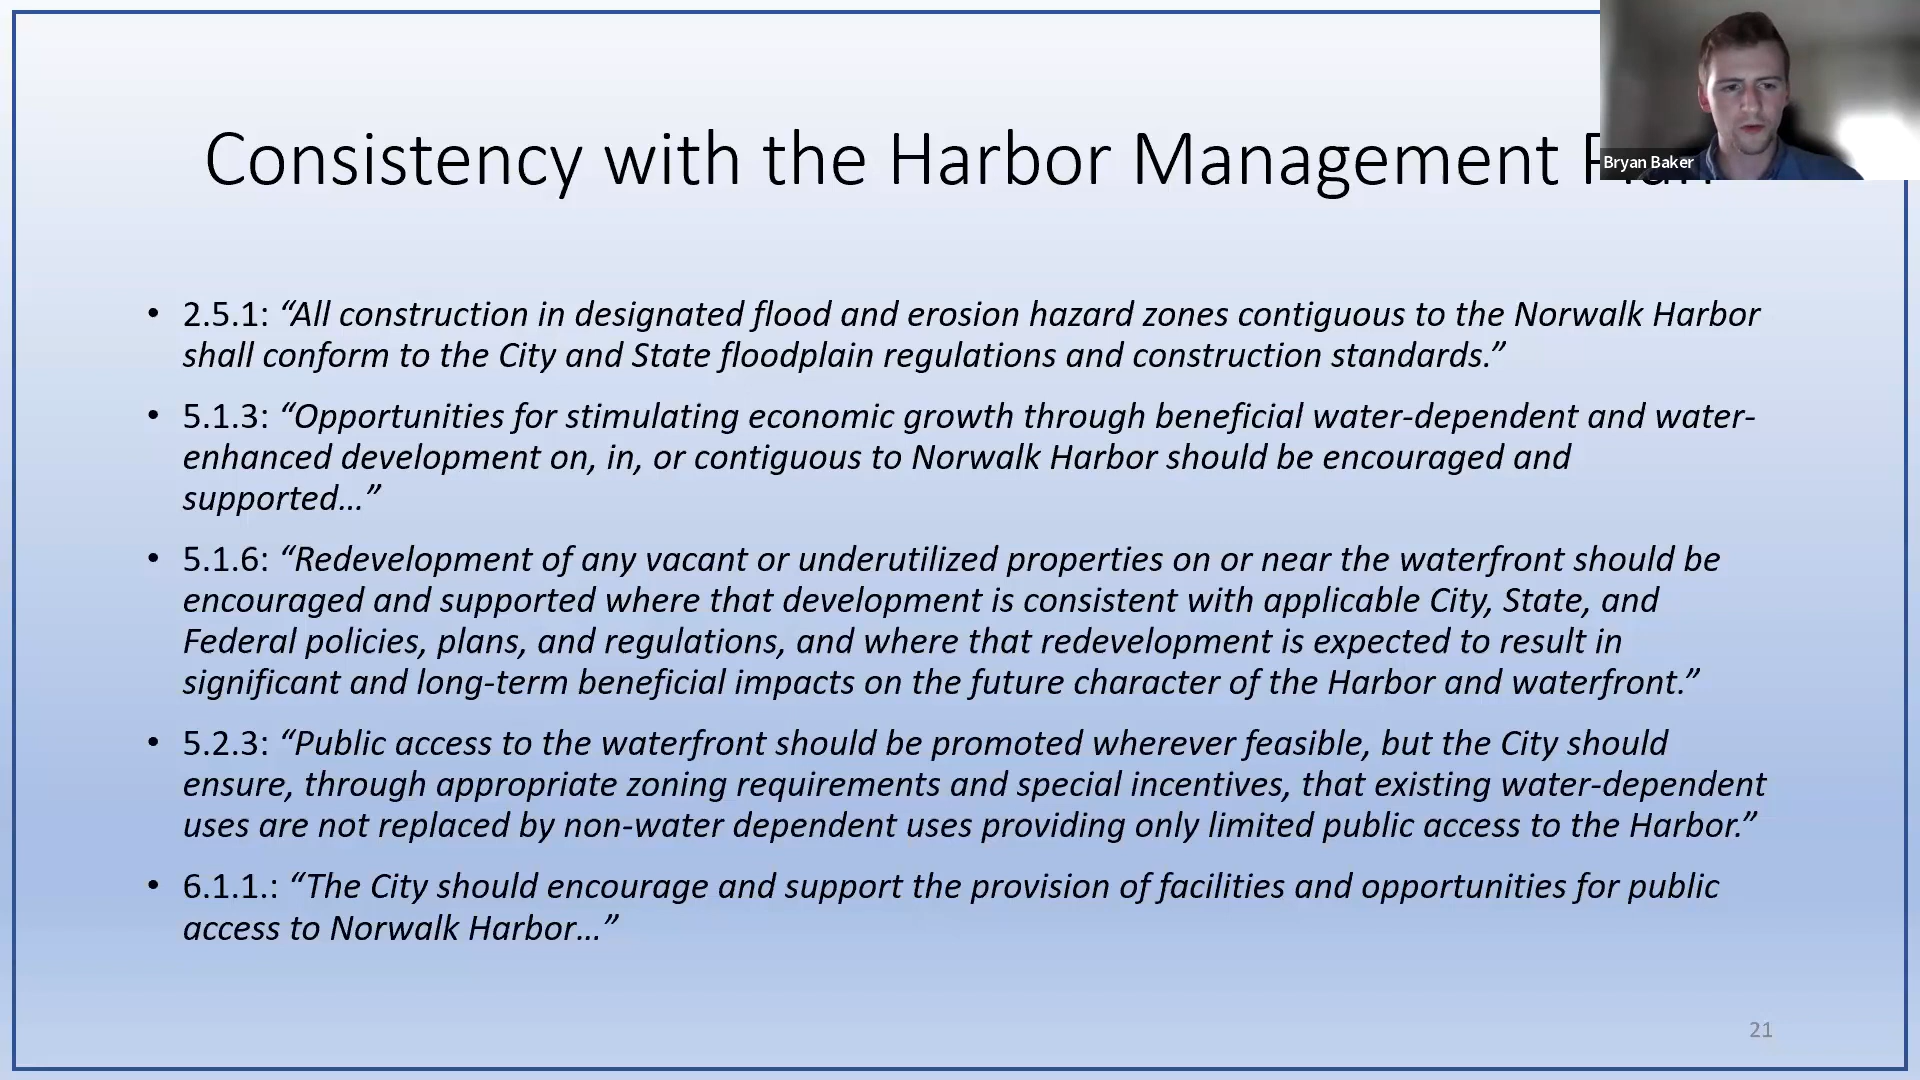 Consistency with the Harbor Management
Bryan Baker
• 2.5.1: “All construction in designated flood and erosion hazard zones contiguous to the Norwalk Harbor
shall conform to the City and State floodplain regulations and construction standards.”
• 5.1.3: “Opportunities for stimulating economic growth through beneficial water-dependent and water-
enhanced development on, in, or contiguous to Norwalk Harbor should be encouraged and
supported…”
• 5.1.6: “Redevelopment of any vacant or underutilized properties on or near the waterfront should be
encouraged and supported where that development is consistent with applicable City, State, and
Federal policies, plans, and regulations, and where that redevelopment is expected to result in
significant and long-term beneficial impacts on the future character of the Harbor and waterfront.”
• 5.2.3: “Public access to the waterfront should be promoted wherever feasible, but the City should
ensure, through appropriate zoning requirements and special incentives, that existing water-dependent
uses are not replaced by non-water dependent uses providing only limited public access to the Harbor.”
• 6.1.1.: “The City should encourage and support the provision of facilities and opportunities for public
access to Norwalk Harbor…”
21